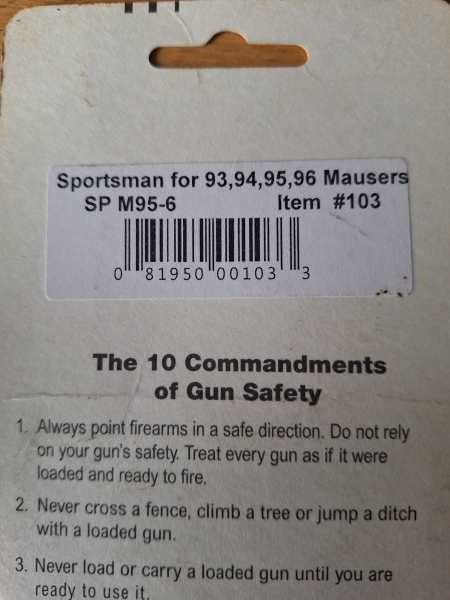 Sportsman for 93,94,95,96 Mausers
SP M95-6 Item #103
0 81950 00103 3
The 10 Commandments
of Gun Safety
1. Always point firearms in a safe direction. Do not rely
on your gun's safety. Treat every gun as if it were
loaded and ready to fire.
2. Never cross a fence, climb a tree or jump a ditch
with a loaded gun.
3. Never load or carry a loaded gun until you are
ready to use it.